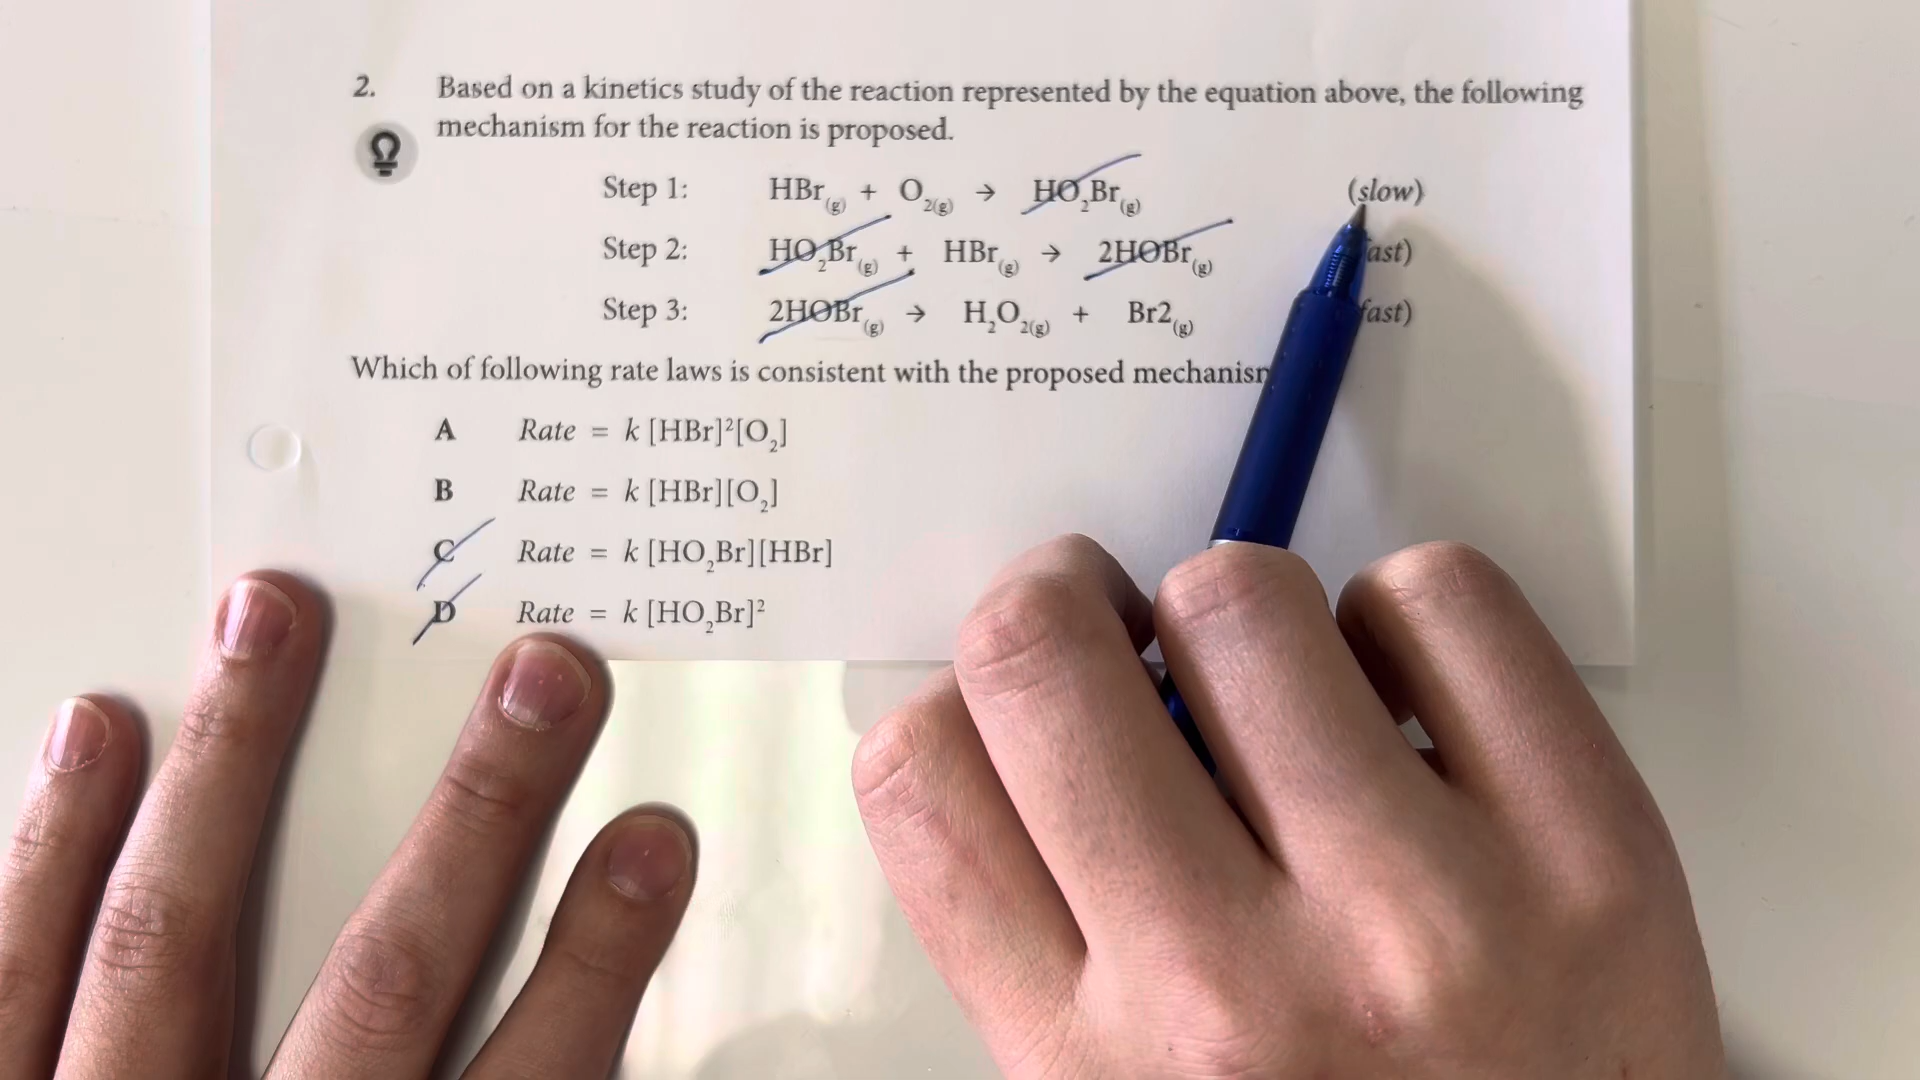 2. Based on a kinetics study of the reaction represented by the equation above, the following
mechanism for the reaction is proposed.
Step 1: HBr(g) + O2(g) → HO2Br(g) (slow)
Step 2: HO2Br(g) + HBr(g) → 2HOBr(g) ast)
Step 3: 2HOBr(g) → H2O2(g) + Br2(g) fast)
Which of following rate laws is consistent with the proposed
A Rate = k [HBr]²[O2]
B Rate = k [HBr][O2]
C Rate = k [HO2Br][HBr]
D Rate = k [HO2Br]²